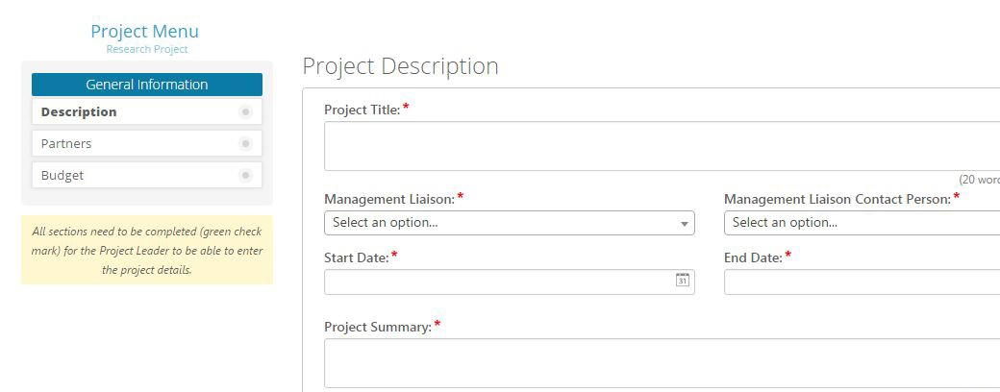 Project Menu
Research Project
General Information
Description
Partners
Budget
All sections need to be completed (green check
mark) for the Project Leader to be able to enter
the project details.
Project Description
Project Title:*
(20
Management Liaison:* Management Liaison Contact Person:*
Select an option... Select an option...
Start Date:* End Date:*
31
Project Summary:*